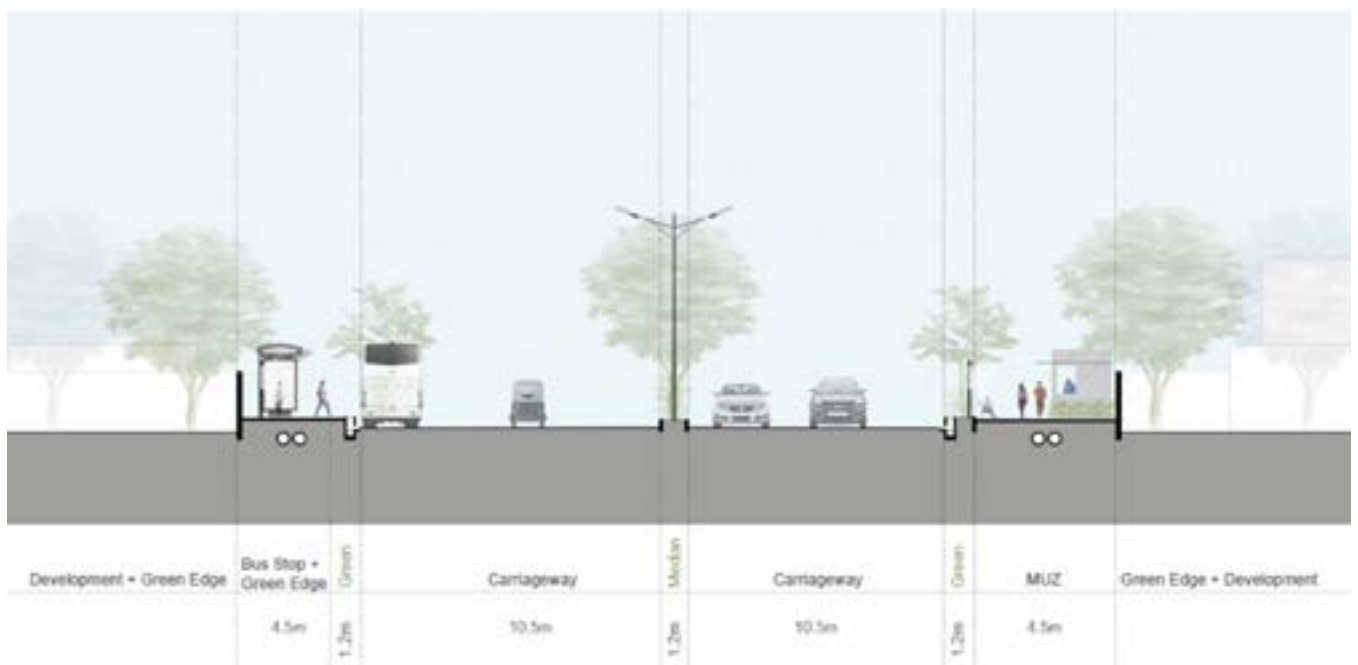 Development + Green Edge
Bus Stop +
Green Edge
Green
Carriageway
Median
Carriageway
Green
MUZ
Green Edge + Development
4.5m
1.2m
10.5m
1.2m
10.5m
1.2m
4.5m